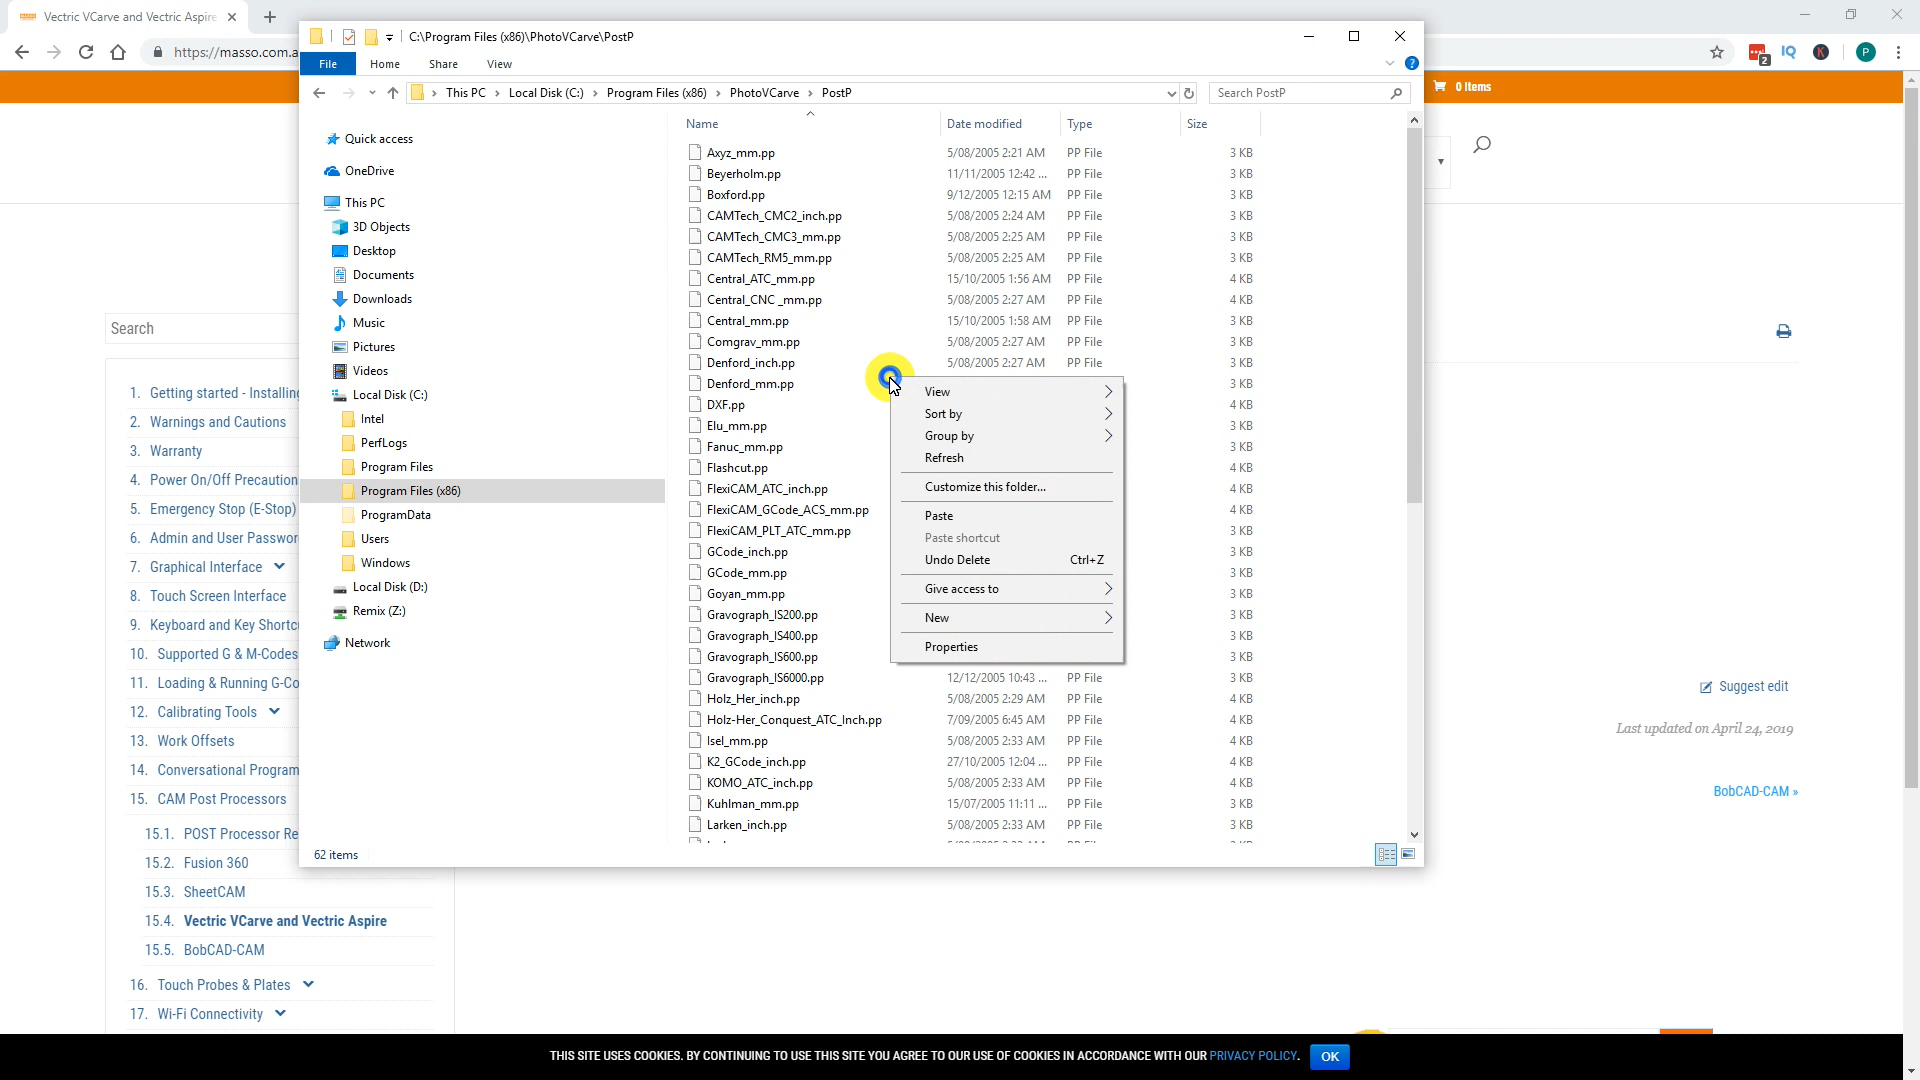 Vectric VCarve and Vectric Aspire
C:\Program Files (x86)\PhotoVCarve\PostP
https://masso.com.a
2
P
File
Home
Share
View
This PC
Local Disk (C:)
Program Files (x86)
PhotoVCarve
PostP
Search PostP
0 Items
Name
Date modified
Type
Size
Quick access
OneDrive
This PC
3D Objects
Desktop
Documents
Downloads
Music
Pictures
Videos
Local Disk (C:)
Intel
PerfLogs
Program Files
Program Files (x86)
ProgramData
Users
Windows
Local Disk (D:)
Remix (Z:)
Network
Axyz_mm.pp 5/08/2005 2:21 AM PP File 3 KB
Beyerholm.pp 11/11/2005 12:42 ... PP File 3 KB
Boxford.pp 9/12/2005 12:15 AM PP File 3 KB
CAMTech_CMC2_inch.pp 5/08/2005 2:24 AM PP File 3 KB
CAMTech_CMC3_mm.pp 5/08/2005 2:25 AM PP File 3 KB
CAMTech_RM5_mm.pp 5/08/2005 2:25 AM PP File 3 KB
Central_ATC_mm.pp 15/10/2005 1:56 AM PP File 4 KB
Central_CNC _mm.pp 5/08/2005 2:27 AM PP File 4 KB
Central_mm.pp 15/10/2005 1:58 AM PP File 3 KB
Comgrav_mm.pp 5/08/2005 2:27 AM PP File 3 KB
Denford_inch.pp 5/08/2005 2:27 AM PP File 3 KB
Denford_mm.pp 3 KB
DXF.pp 4 KB
Elu_mm.pp 3 KB
Fanuc_mm.pp 3 KB
Flashcut.pp 4 KB
FlexiCAM_ATC_inch.pp 4 KB
FlexiCAM_GCode_ACS_mm.pp 4 KB
FlexiCAM_PLT_ATC_mm.pp 3 KB
GCode_inch.pp 4 KB
GCode_mm.pp 3 KB
Goyan_mm.pp 3 KB
Gravograph_IS200.pp 3 KB
Gravograph_IS400.pp 3 KB
Gravograph_IS600.pp 3 KB
Gravograph_IS6000.pp 12/12/2005 10:43 ... PP File 3 KB
Holz_Her_inch.pp 5/08/2005 2:29 AM PP File 4 KB
Holz-Her_Conquest_ATC_Inch.pp 7/09/2005 6:45 AM PP File 4 KB
Isel_mm.pp 5/08/2005 2:33 AM PP File 4 KB
K2_GCode_inch.pp 27/10/2005 12:04 ... PP File 4 KB
KOMO_ATC_inch.pp 5/08/2005 2:33 AM PP File 4 KB
Kuhlman_mm.pp 15/07/2005 11:11 ... PP File 3 KB
Larken_inch.pp 5/08/2005 2:33 AM PP File 4 KB
62 items
View
Sort by
Group by
Refresh
Customize this folder...
Paste
Paste shortcut
Undo Delete Ctrl+Z
Give access to
New
Properties
Search
1. Getting started - Installing
2. Warnings and Cautions
3. Warranty
4. Power On/Off Precaution
5. Emergency Stop (E-Stop)
6. Admin and User Passwor
7. Graphical Interface
8. Touch Screen Interface
9. Keyboard and Key Shortc
10. Supported G & M-Codes
11. Loading & Running G-Co
12. Calibrating Tools
13. Work Offsets
14. Conversational Program
15. CAM Post Processors
15.1. POST Processor Re
15.2. Fusion 360
15.3. SheetCAM
15.4. Vectric VCarve and Vectric Aspire
15.5. BobCAD-CAM
16. Touch Probes & Plates
17. Wi-Fi Connectivity
Suggest edit
Last updated on April 24, 2019
BobCAD-CAM »
THIS SITE USES COOKIES. BY CONTINUING TO USE THIS SITE YOU AGREE TO OUR USE OF COOKIES IN ACCORDANCE WITH OUR PRIVACY POLICY.
OK